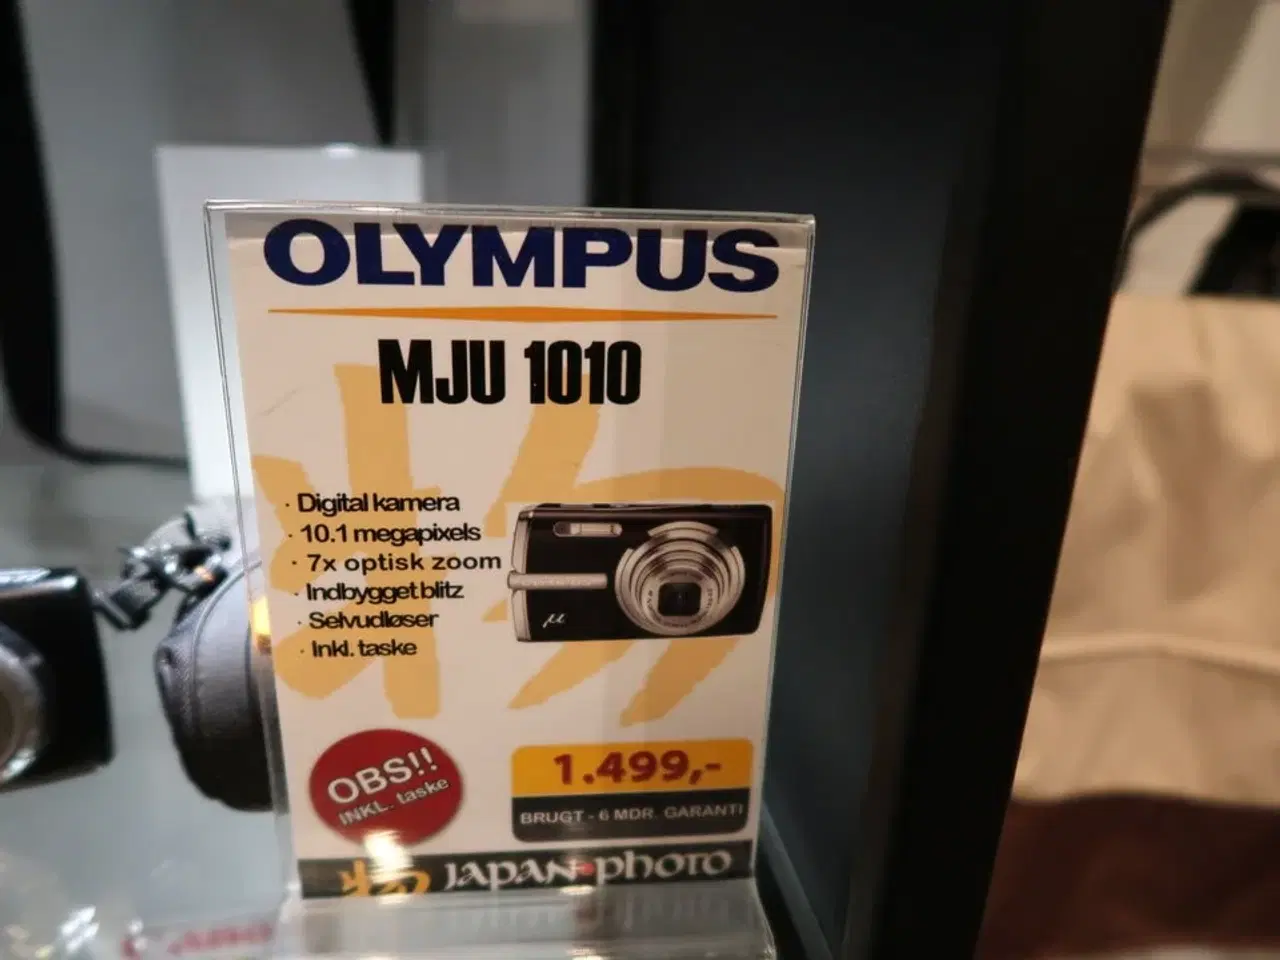 OLYMPUS
MJU 1010
· Digital kamera
· 10.1 megapixels
· 7x optisk zoom
· Indbygget blitz
· Selvudløser
· Inkl. taske
µ
OBS!!
INKL. taske
1.499,-
BRUGT - 6 MDR. GARANTI
JAPAN photo